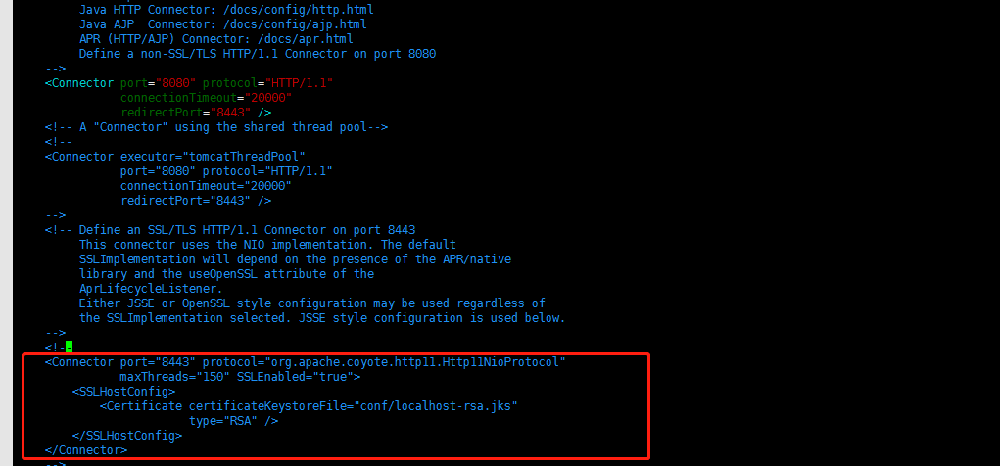 Java HTTP Connector: /docs/config/http.html
Java AJP  Connector: /docs/config/ajp.html
APR (HTTP/AJP) Connector: /docs/apr.html
Define a non-SSL/TLS HTTP/1.1 Connector on port 8080
-->
<Connector port="8080" protocol="HTTP/1.1"
connectionTimeout="20000"
redirectPort="8443" />
<!-- A "Connector" using the shared thread pool-->
<!--
<Connector executor="tomcatThreadPool"
port="8080" protocol="HTTP/1.1"
connectionTimeout="20000"
redirectPort="8443" />
-->
<!-- Define an SSL/TLS HTTP/1.1 Connector on port 8443
This connector uses the NIO implementation. The default
SSLImplementation will depend on the presence of the APR/native
library and the useOpenSSL attribute of the
AprLifecycleListener.
Either JSSE or OpenSSL style configuration may be used regardless of
the SSLImplementation selected. JSSE style configuration is used below.
-->
<!--
<Connector port="8443" protocol="org.apache.coyote.http11.Http11NioProtocol"
maxThreads="150" SSLEnabled="true">
<SSLHostConfig>
<Certificate certificateKeystoreFile="conf/localhost-rsa.jks"
type="RSA" />
</SSLHostConfig>
</Connector>
-->